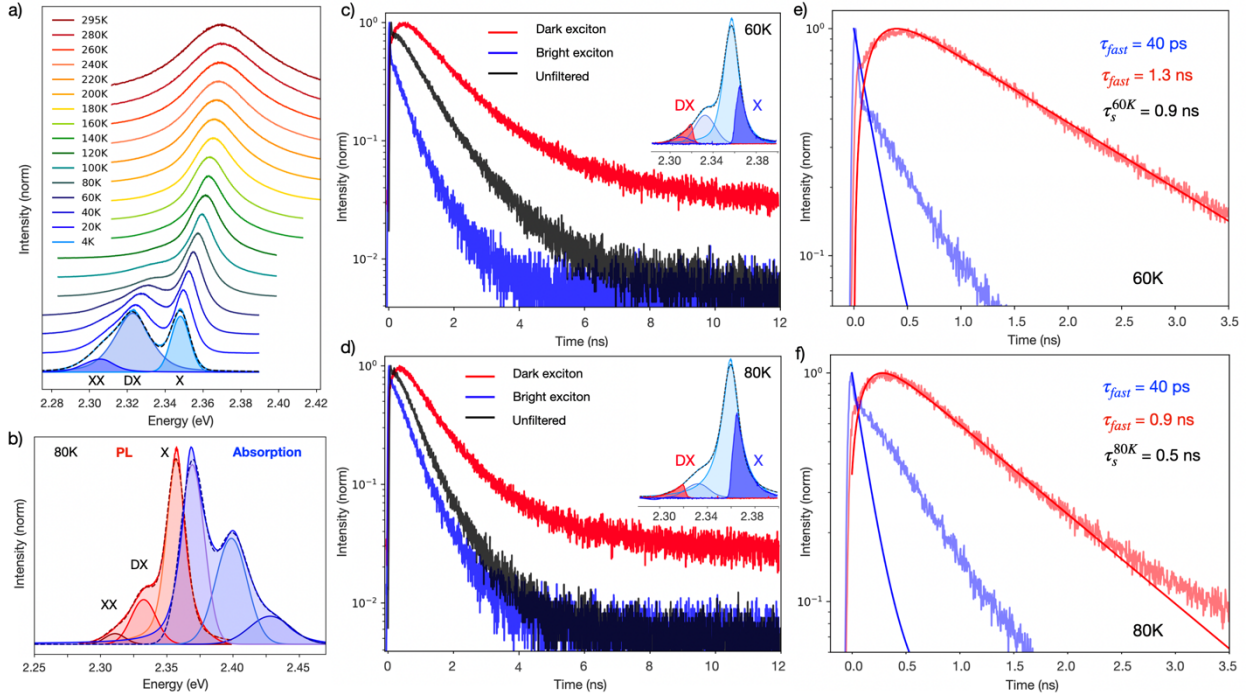 a)
295K
280K
260K
240K
220K
200K
180K
160K
140K
120K
100K
80K
60K
40K
20K
4K
Intensity (norm)
XX DX X
2.28 2.30 2.32 2.34 2.36 2.38 2.40 2.42
Energy (eV)
b)
80K PL X Absorption
DX
XX
Intensity (norm)
2.25 2.30 2.35 2.40 2.45
Energy (eV)
c)
Dark exciton
Bright exciton
Unfiltered
60K
DX X
2.30 2.34 2.38
10⁰
10⁻¹
10⁻²
Intensity (norm)
0 2 4 6 8 10 12
Time (ns)
d)
Dark exciton
Bright exciton
Unfiltered
80K
DX X
2.30 2.34 2.38
10⁰
10⁻¹
10⁻²
Intensity (norm)
0 2 4 6 8 10 12
Time (ns)
e)
τfast = 40 ps
τfast = 1.3 ns
τs^60K = 0.9 ns
60K
10⁰
10⁻¹
Intensity (norm)
0.0 0.5 1.0 1.5 2.0 2.5 3.0 3.5
Time (ns)
f)
τfast = 40 ps
τfast = 0.9 ns
τs^80K = 0.5 ns
80K
10⁰
10⁻¹
Intensity (norm)
0.0 0.5 1.0 1.5 2.0 2.5 3.0 3.5
Time (ns)